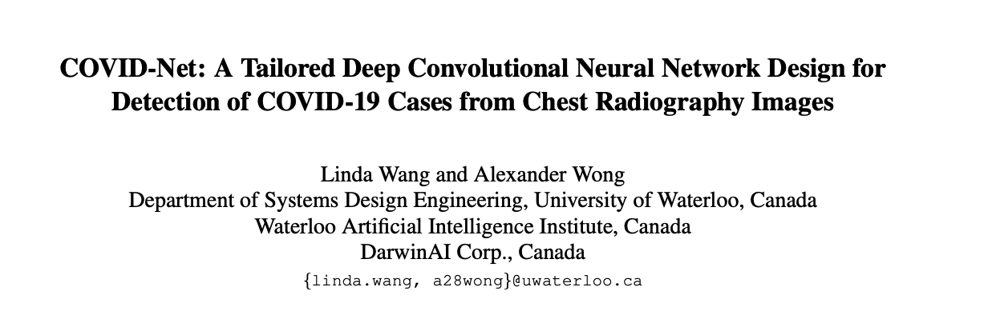 COVID-Net: A Tailored Deep Convolutional Neural Network Design for
Detection of COVID-19 Cases from Chest Radiography Images
Linda Wang and Alexander Wong
Department of Systems Design Engineering, University of Waterloo, Canada
Waterloo Artificial Intelligence Institute, Canada
DarwinAI Corp., Canada
{linda.wang, a28wong}@uwaterloo.ca